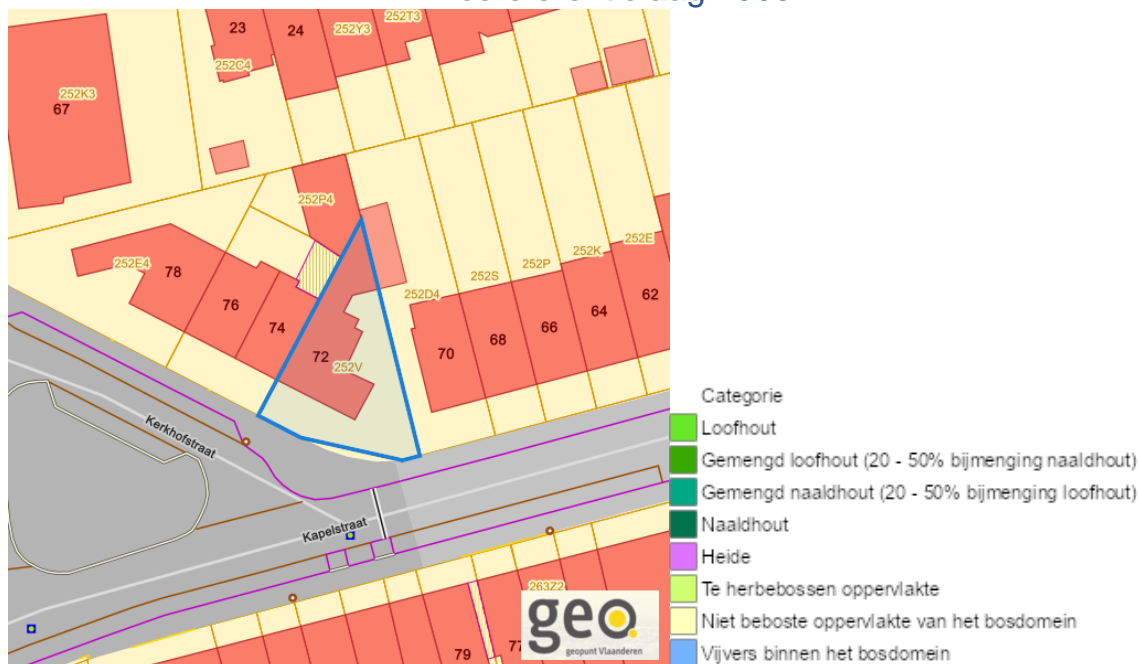 23
24
252Y3
252T3
252C4
252K3
67
252P4
252E4
78
76
74
72
252V
252D4
252S
252P
252K
252E
70
68
66
64
62
Kerkhofstraat
Kapelstraat
263Z2
79
geo
geopunt Vlaanderen
Categorie
Loofhout
Gemengd loofhout (20 - 50% bijmenging naaldhout)
Gemengd naaldhout (20 - 50% bijmenging loofhout)
Naaldhout
Heide
Te herbebossen oppervlakte
Niet beboste oppervlakte van het bosdomein
Vijvers binnen het bosdomein